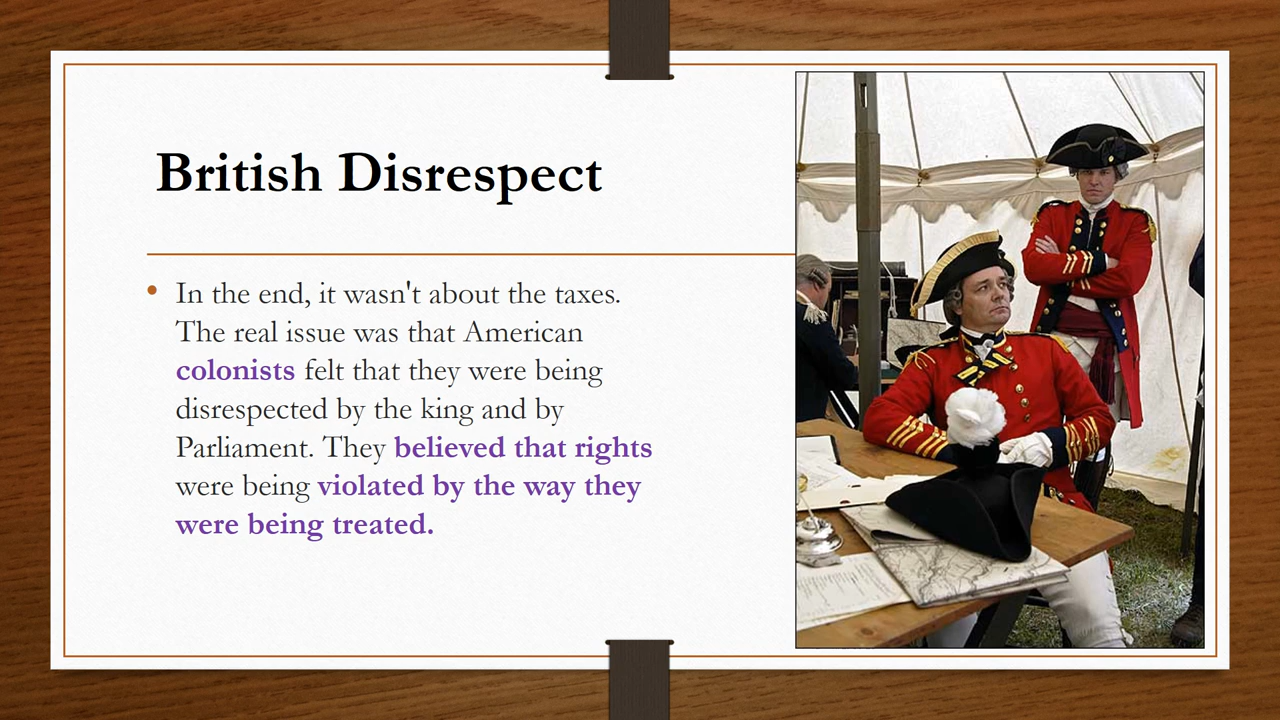 British Disrespect
In the end, it wasn't about the taxes.
The real issue was that American
colonists felt that they were being
disrespected by the king and by
Parliament. They believed that rights
were being violated by the way they
were being treated.